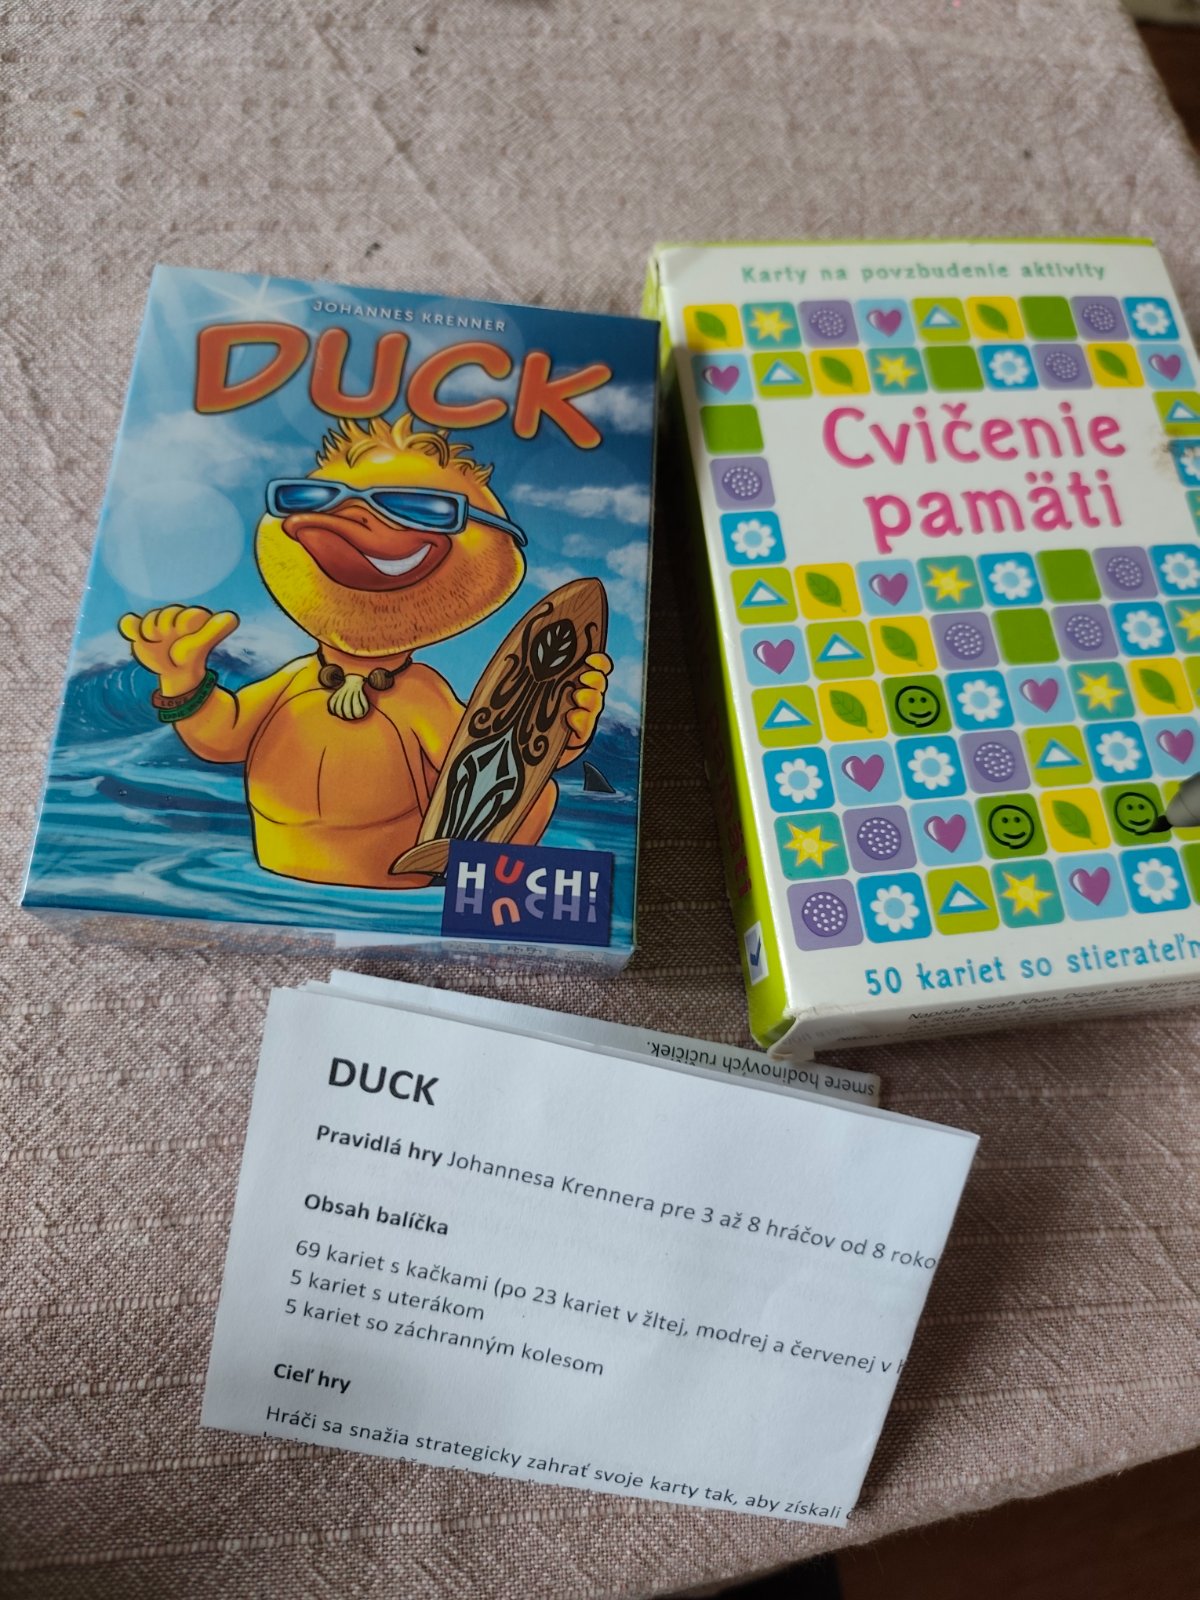 JOHANNES KRENNER
DUCK
HUCH!
Karty na povzbudenie aktivity
Cvičenie
pamäti
50 kariet so stierateľn
Napísala Sarah Khan.
smere hodinových ručičiek.
DUCK
Pravidlá hry Johannesa Krennera pre 3 až 8 hráčov od 8 roko
Obsah balíčka
69 kariet s kačkami (po 23 kariet v žltej, modrej a červenej v
5 kariet s uterákom
5 kariet so záchranným kolesom
Cieľ hry
Hráči sa snažia strategicky zahrať svoje karty tak, aby získali